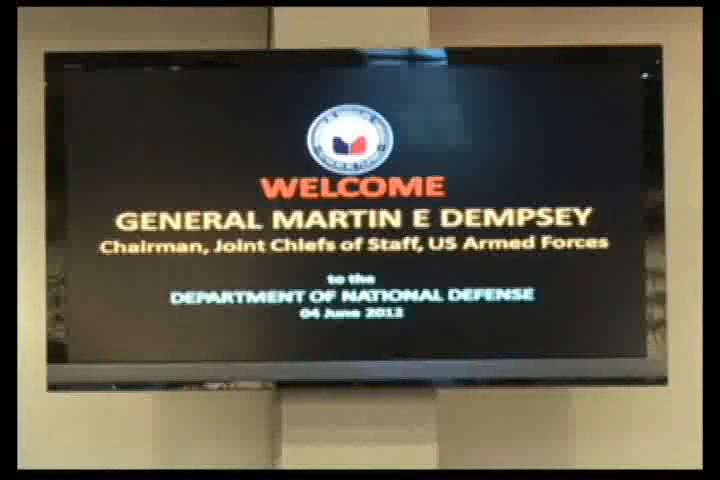 WELCOME
GENERAL MARTIN E DEMPSEY
Chairman, Joint Chiefs of Staff, US Armed Forces
to the
DEPARTMENT OF NATIONAL DEFENSE
04 June 2012